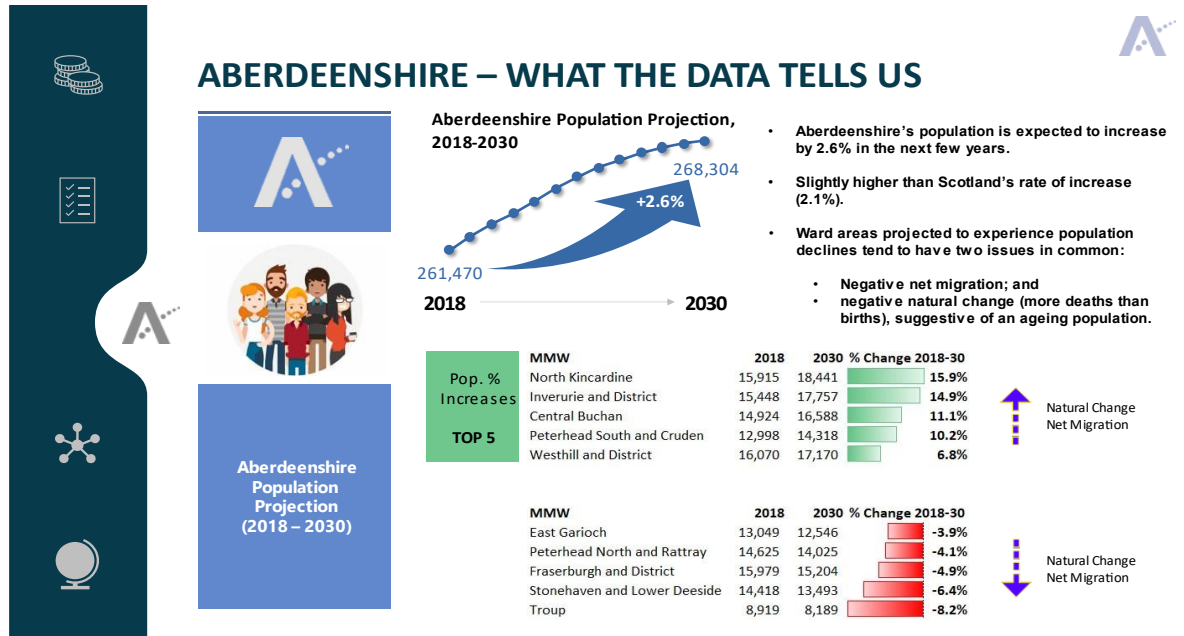 ABERDEENSHIRE – WHAT THE DATA TELLS US
Aberdeenshire
Population
Projection
(2018 – 2030)
Aberdeenshire Population Projection,
2018-2030
268,304
+2.6%
261,470
2018
2030
• Aberdeenshire's population is expected to increase
by 2.6% in the next few years.
• Slightly higher than Scotland's rate of increase
(2.1%).
• Ward areas projected to experience population
declines tend to have two issues in common:
• Negative net migration; and
• negative natural change (more deaths than
births), suggestive of an ageing population.
Pop. %
Increases
TOP 5
MMW 2018 2030 % Change 2018-30
North Kincardine 15,915 18,441 15.9%
Inverurie and District 15,448 17,757 14.9%
Central Buchan 14,924 16,588 11.1%
Peterhead South and Cruden 12,998 14,318 10.2%
Westhill and District 16,070 17,170 6.8%
Natural Change
Net Migration
MMW 2018 2030 % Change 2018-30
East Garioch 13,049 12,546 -3.9%
Peterhead North and Rattray 14,625 14,025 -4.1%
Fraserburgh and District 15,979 15,204 -4.9%
Stonehaven and Lower Deeside 14,418 13,493 -6.4%
Troup 8,919 8,189 -8.2%
Natural Change
Net Migration